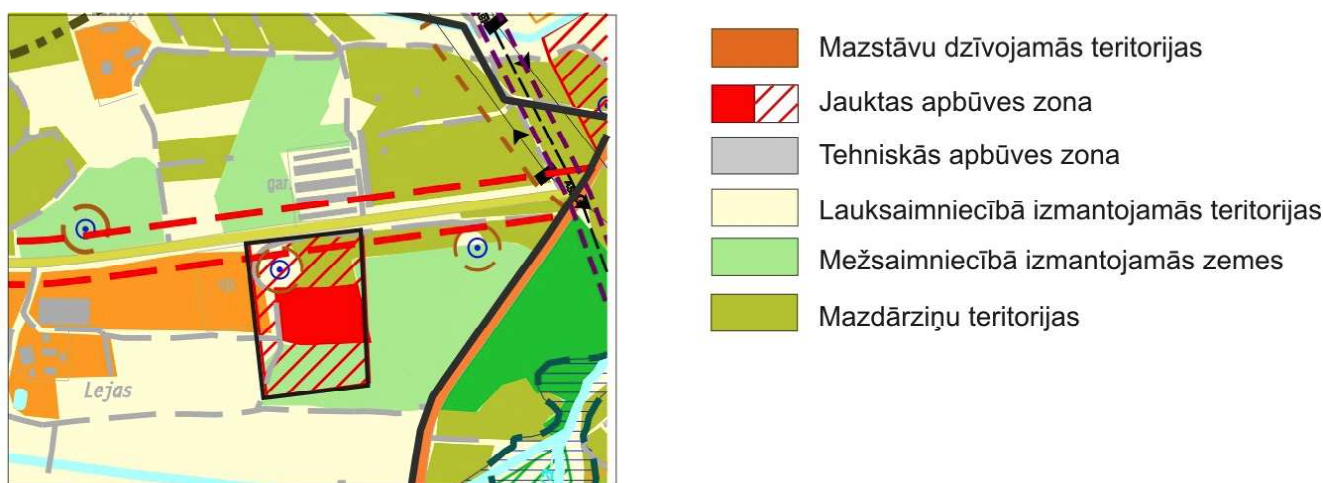 Mazstāvu dzīvojamās teritorijas
Jauktas apbūves zona
Tehniskās apbūves zona
Lauksaimniecībā izmantojamās teritorijas
Mežsaimniecībā izmantojamās zemes
Mazdārziņu teritorijas
gar
Lejas